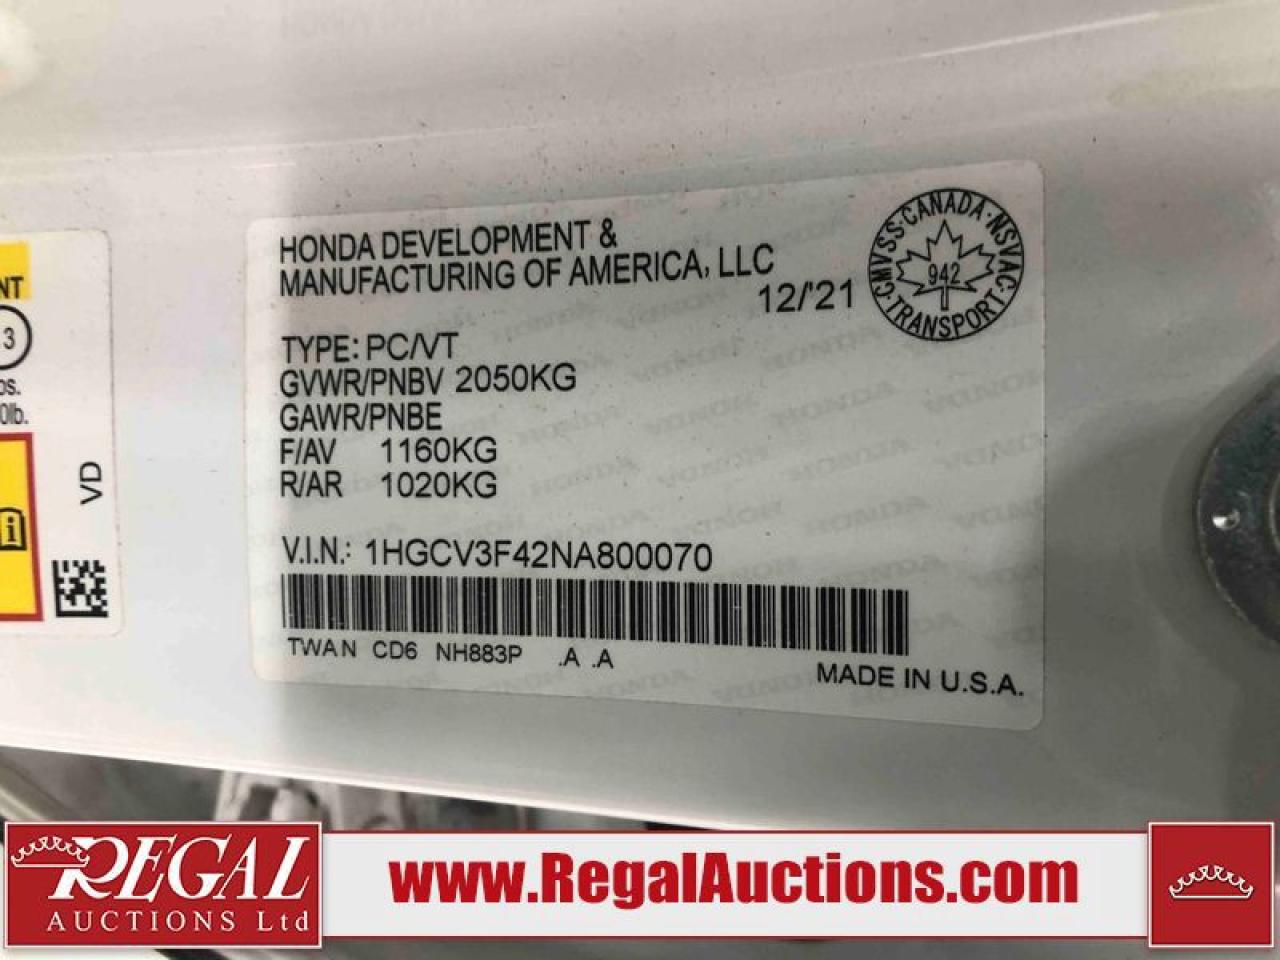 HONDA DEVELOPMENT &
MANUFACTURING OF AMERICA, LLC
12/'21
CMVSS·CANADA·NSVAC·TRANSPORT
942
TYPE: PC/VT
GVWR/PNBV 2050KG
GAWR/PNBE
F/AV 1160KG
R/AR 1020KG
V.I.N.: 1HGCV3F42NA800070
TWAN CD6 NH883P .A .A
MADE IN U.S.A.
NT
3
0lb.
VD
REGAL
AUCTIONS Ltd
www.RegalAuctions.com